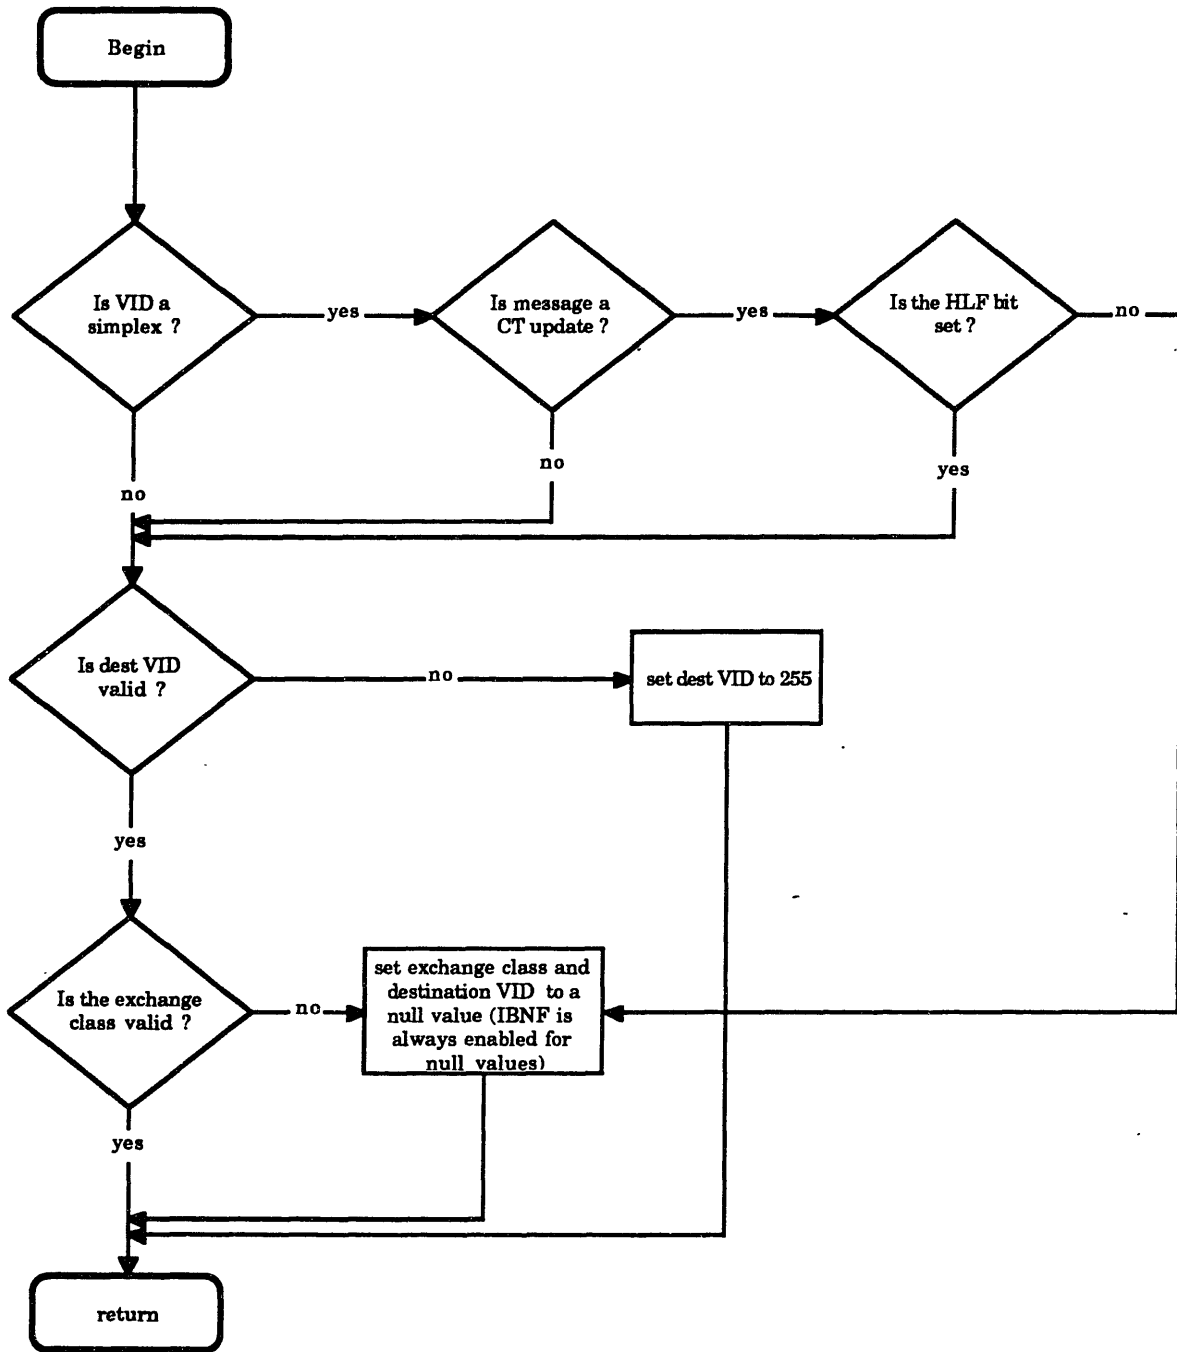 Begin
Is VID a
simplex ?
yes
Is message a
CT update ?
yes
Is the HLF bit
set ?
no
no
no
yes
Is dest VID
valid ?
no
set dest VID to 255
yes
Is the exchange
class valid ?
no
set exchange class and
destination VID to a
null value (IBNF is
always enabled for
null values)
yes
return